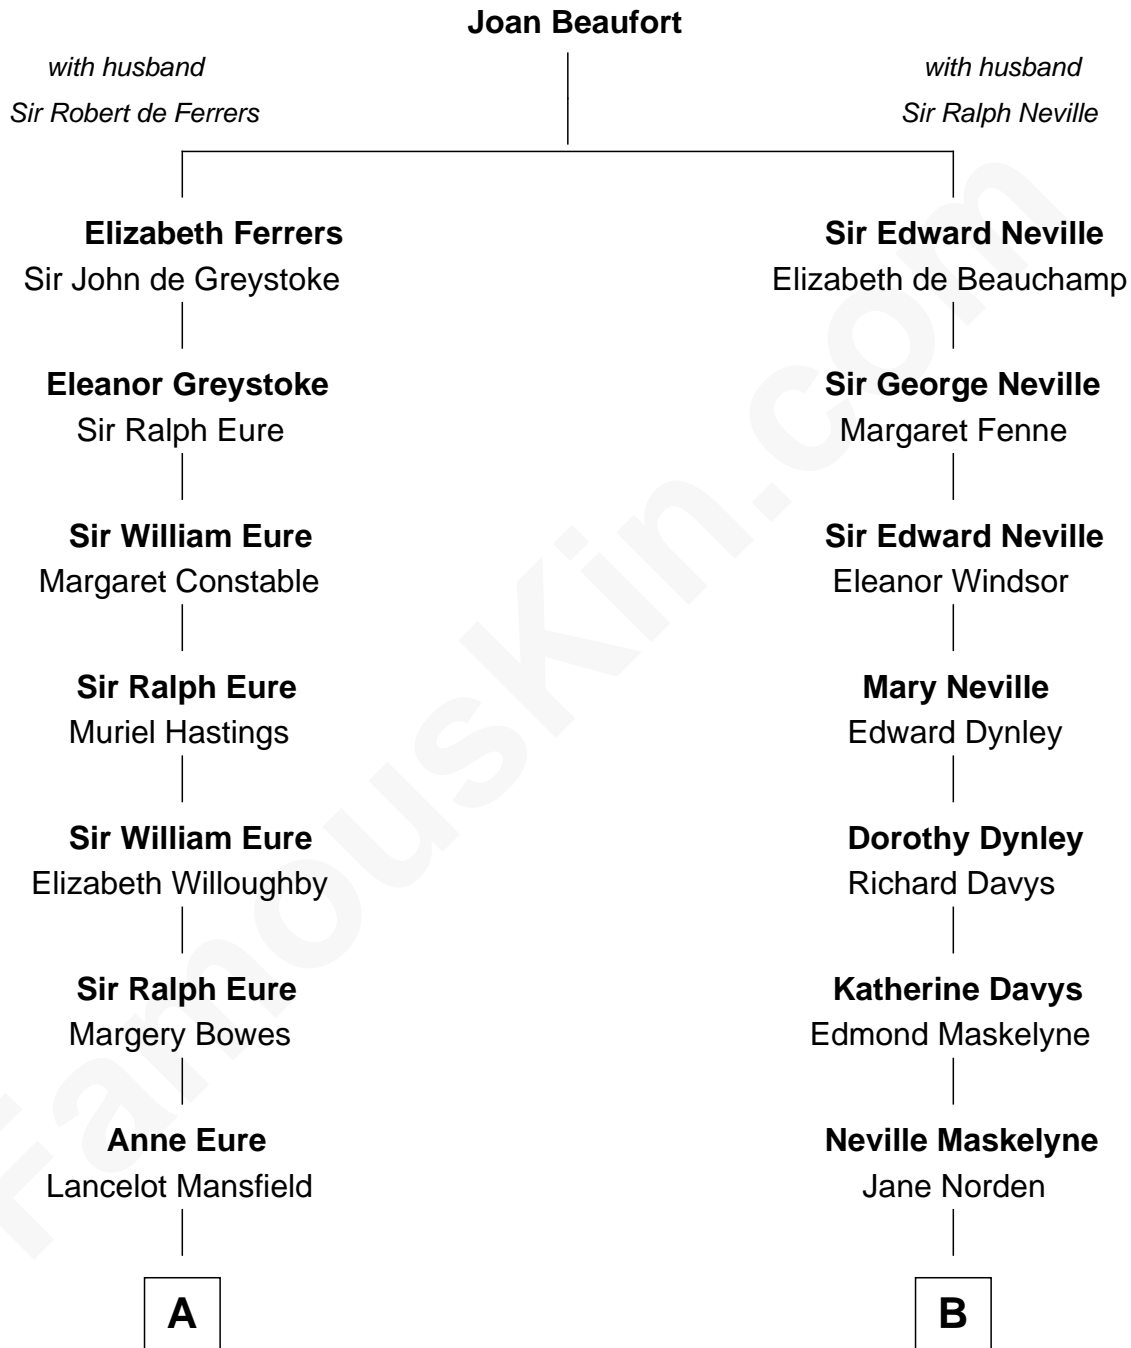 Joan Beaufort
with husband
Sir Robert de Ferrers
with husband
Sir Ralph Neville
Elizabeth Ferrers
Sir John de Greystoke
Sir Edward Neville
Elizabeth de Beauchamp
Eleanor Greystoke
Sir Ralph Eure
Sir George Neville
Margaret Fenne
Sir William Eure
Margaret Constable
Sir Edward Neville
Eleanor Windsor
Sir Ralph Eure
Muriel Hastings
Mary Neville
Edward Dynley
Sir William Eure
Elizabeth Willoughby
Dorothy Dynley
Richard Davys
Sir Ralph Eure
Margery Bowes
Katherine Davys
Edmond Maskelyne
Anne Eure
Lancelot Mansfield
Neville Maskelyne
Jane Norden
A
B
FamousKin.com